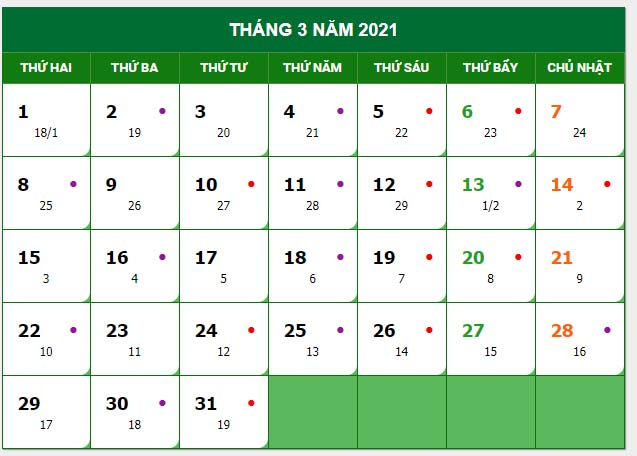 THÁNG 3 NĂM 2021
THỨ HAI THỨ BA THỨ TƯ THỨ NĂM THỨ SÁU THỨ BẨY CHỦ NHẬT
1 2 3 4 5 6 7
18/1 19 20 21 22 23 24
8 9 10 11 12 13 14
25 26 27 28 29 1/2 2
15 16 17 18 19 20 21
3 4 5 6 7 8 9
22 23 24 25 26 27 28
10 11 12 13 14 15 16
29 30 31
17 18 19